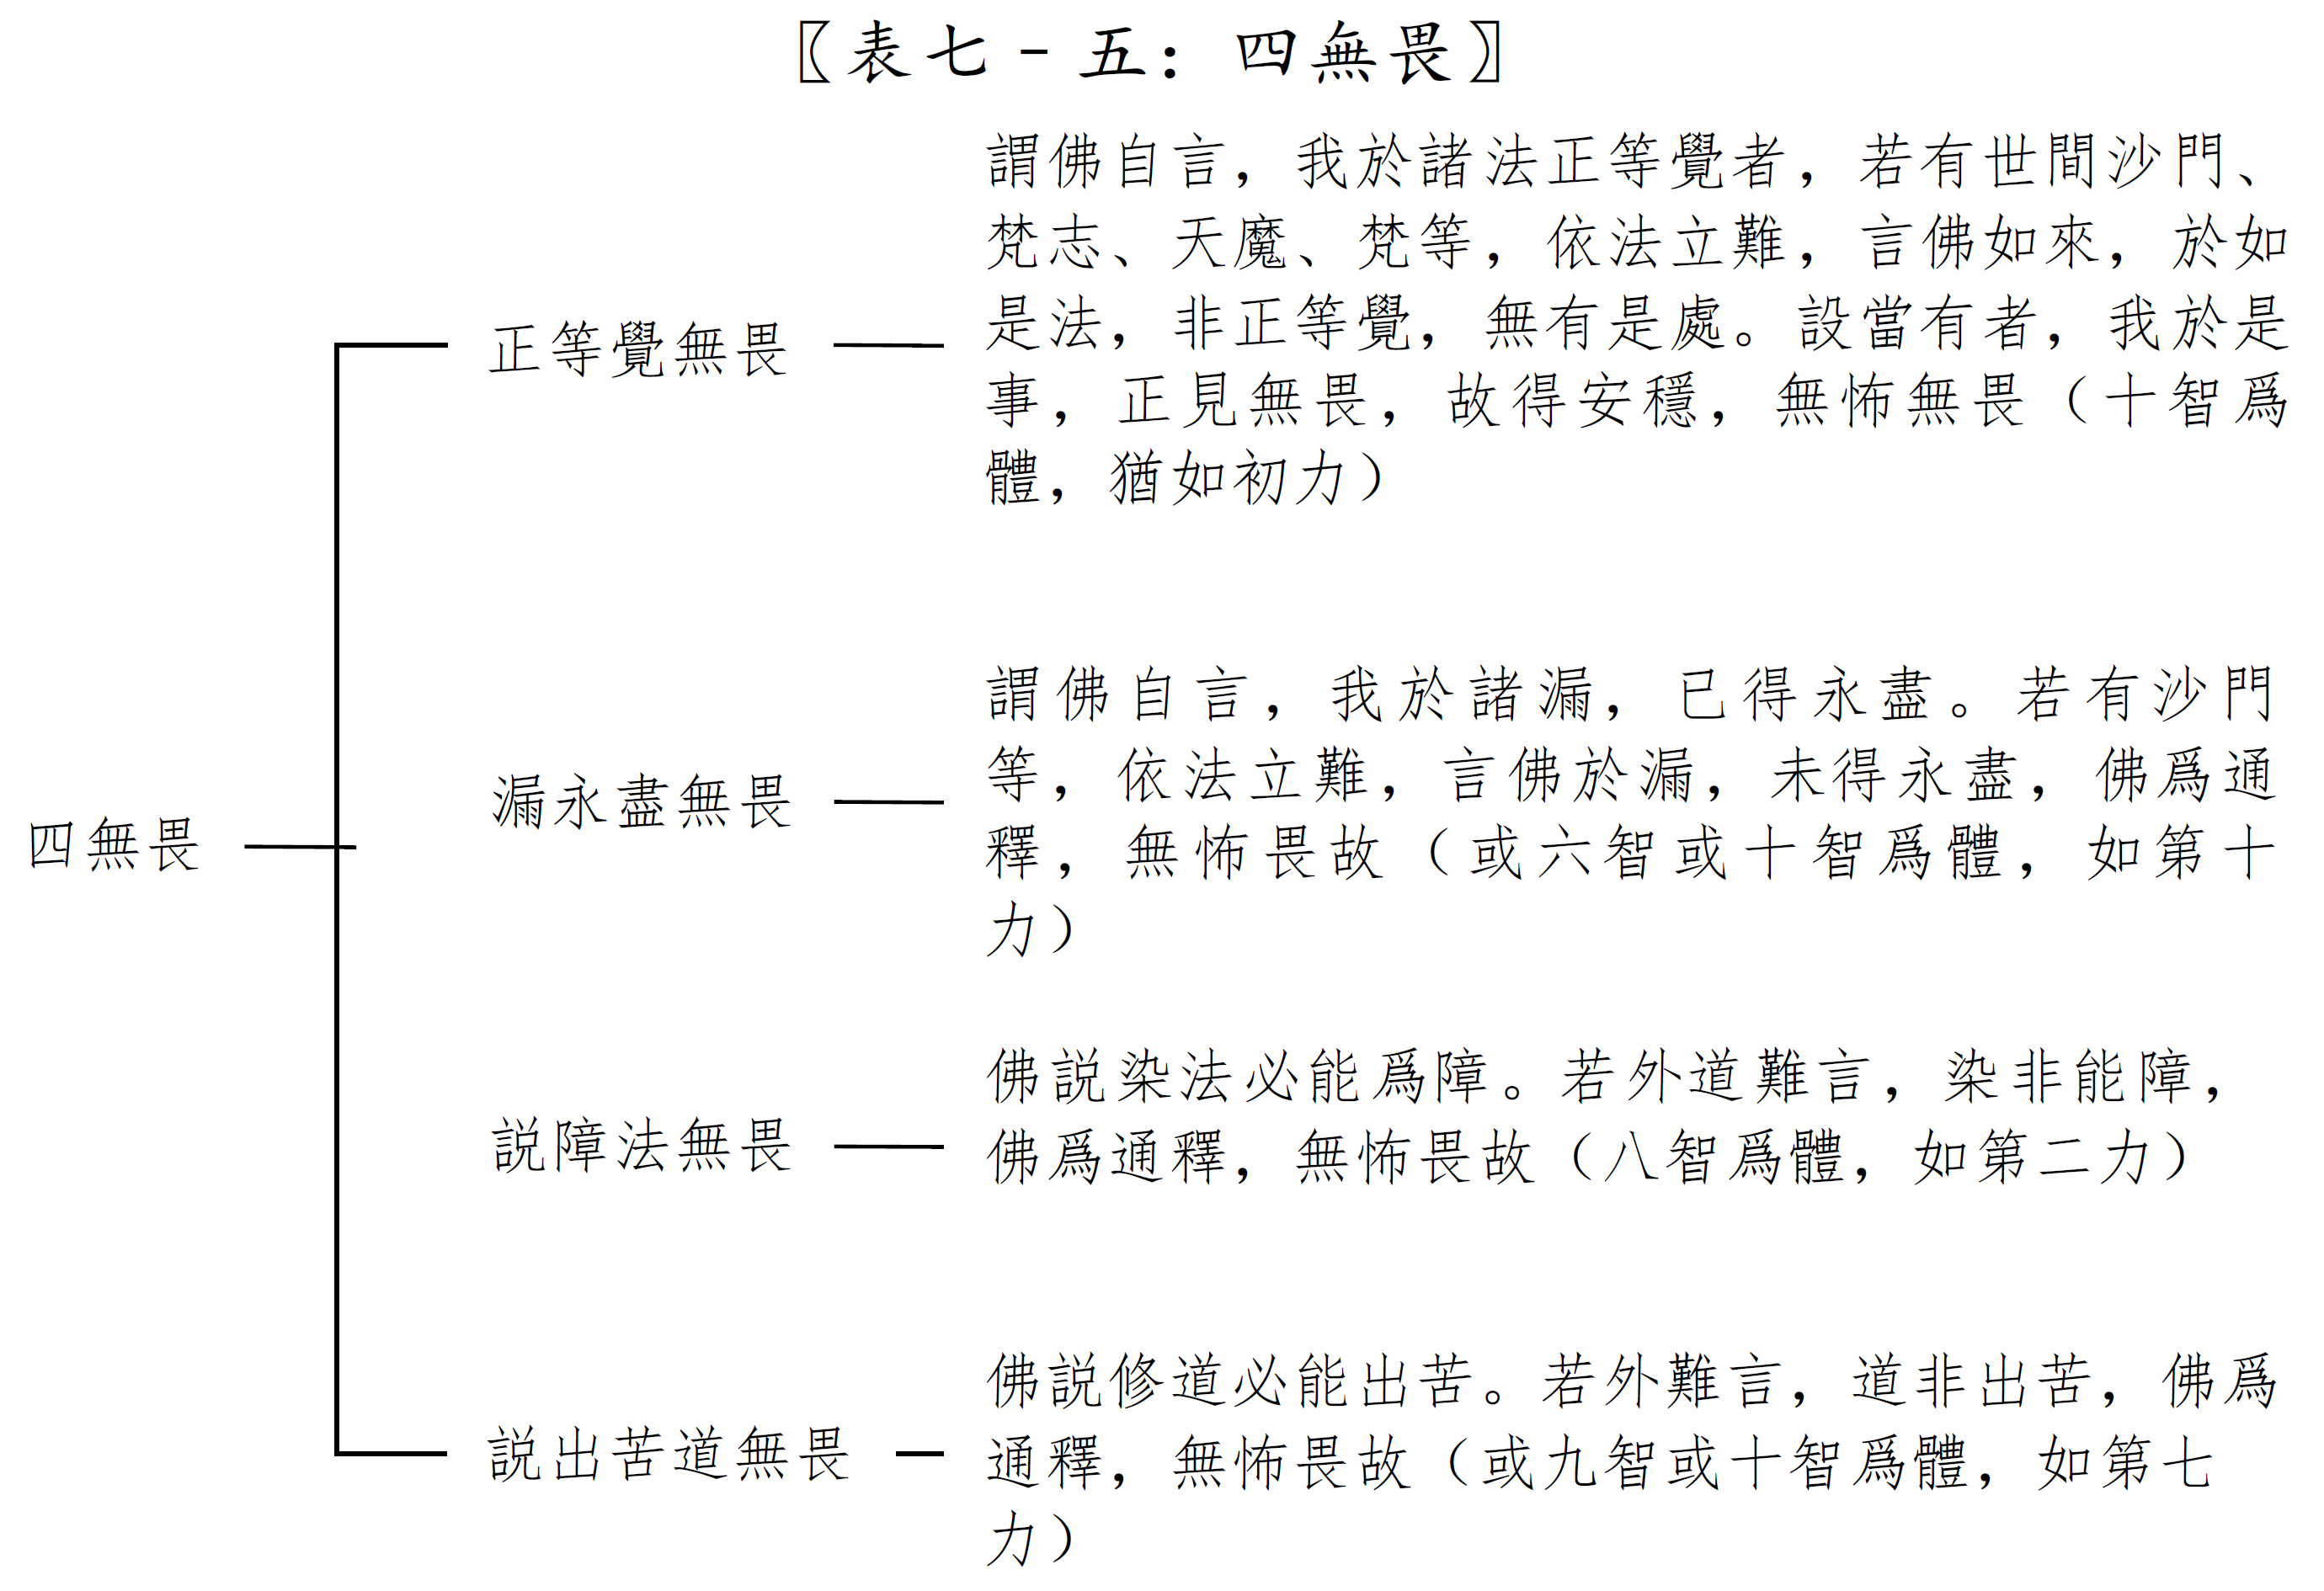 〖表七-五：四無畏〗
四無畏
正等覺無畏
謂佛自言，我於諸法正等覺者，若有世間沙門、
梵志、天魔、梵等，依法立難，言佛如來，於如
是法，非正等覺，無有是處。設當有者，我於是
事，正見無畏，故得安穩，無怖無畏（十智爲
體，猶如初力）
漏永盡無畏
謂佛自言，我於諸漏，已得永盡。若有沙門
等，依法立難，言佛於漏，未得永盡，佛爲通
釋，無怖畏故（或六智或十智爲體，如第十
力）
説障法無畏
佛説染法必能爲障。若外道難言，染非能障，
佛爲通釋，無怖畏故（八智爲體，如第二力）
説出苦道無畏
佛説修道必能出苦。若外難言，道非出苦，佛爲
通釋，無怖畏故（或九智或十智爲體，如第七
力）